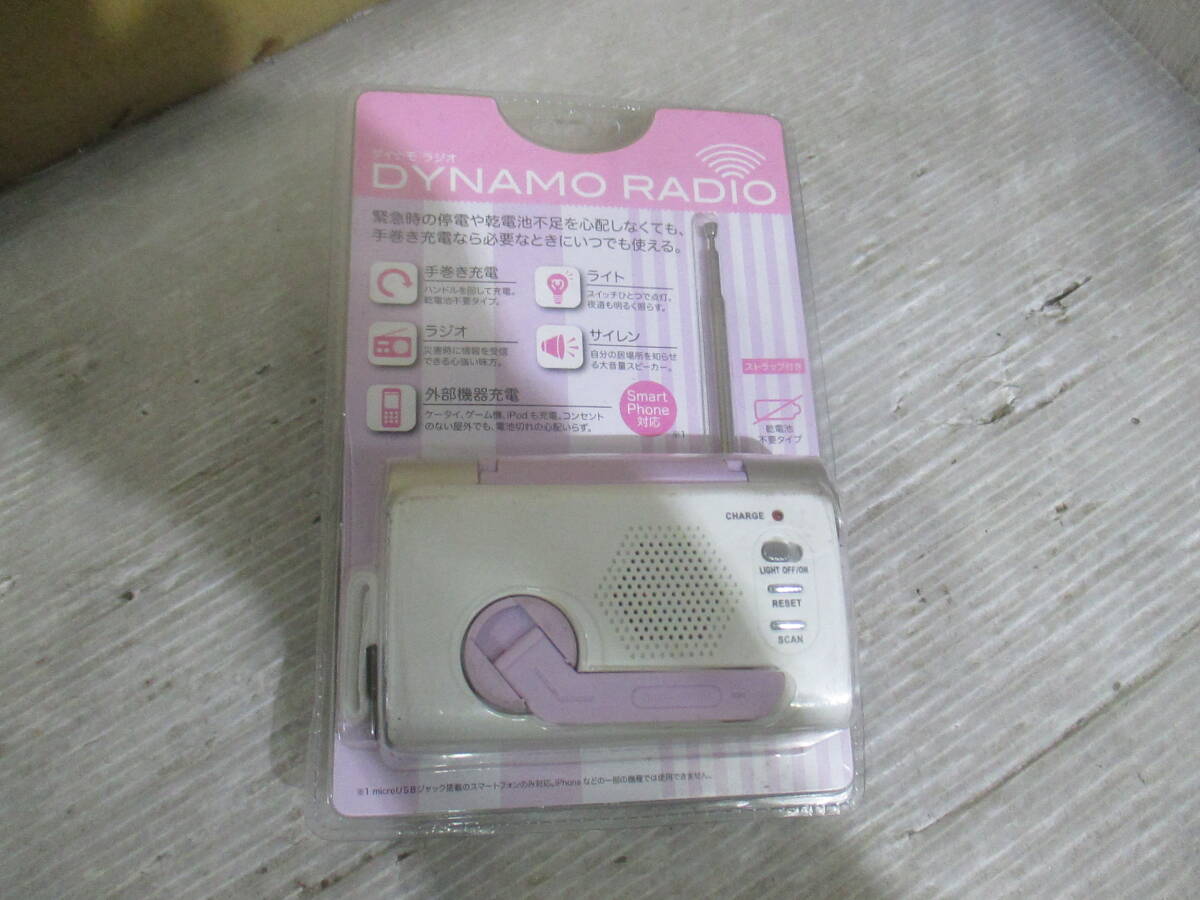 ダイナモ ラジオ
DYNAMO RADIO
緊急時の停電や乾電池不足を心配しなくても、
手巻き充電なら必要なときにいつでも使える。
手巻き充電
ハンドルを回して充電。
乾電池不要タイプ。
ライト
スイッチひとつで点灯。
夜道も明るく照らす。
ラジオ
災害時に情報を受信
できる心強い味方。
サイレン
自分の居場所を知らせ
る大音量スピーカー。
外部機器充電
ケータイ、ゲーム機、iPodも充電。コンセント
のない屋外でも、電池切れの心配いらず。
Smart
Phone
対応
※1
ストラップ付き
乾電池
不要タイプ
CHARGE
LIGHT OFF/ON
RESET
SCAN
※1 microUSBジャック搭載のスマートフォンのみ対応。iPhoneなどの一部の機種では使用できません。